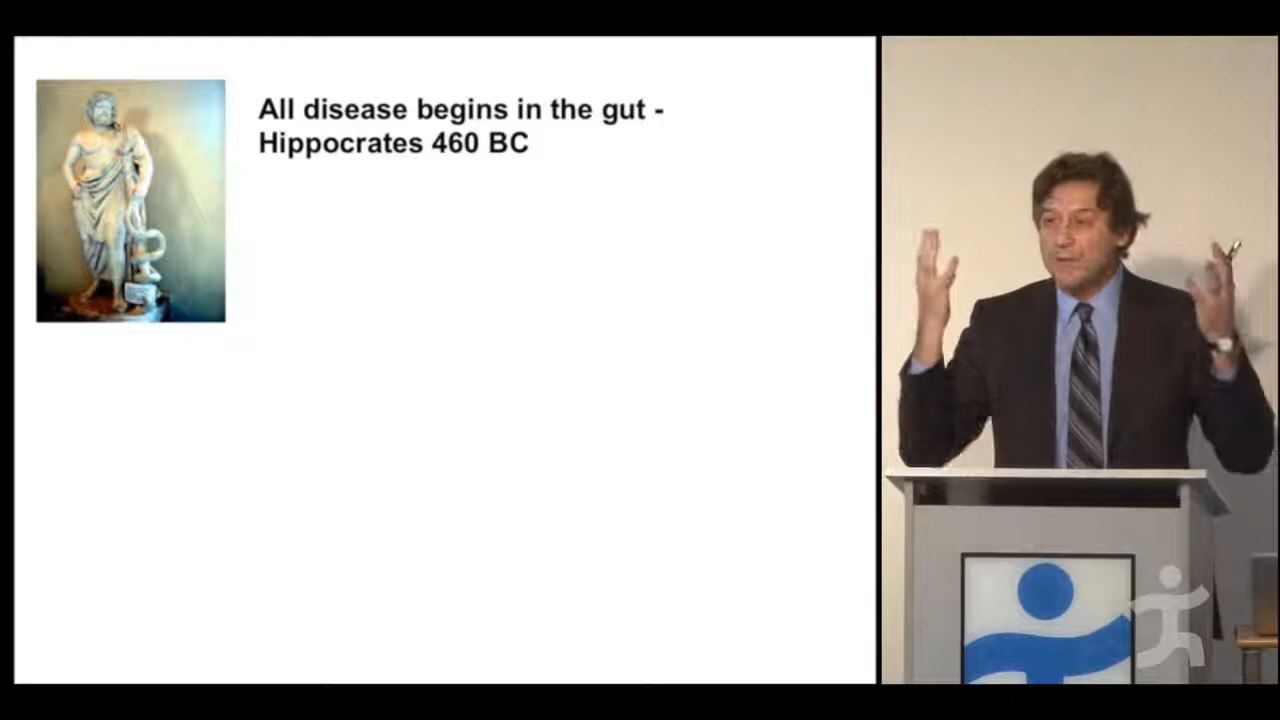 All disease begins in the gut -
Hippocrates 460 BC